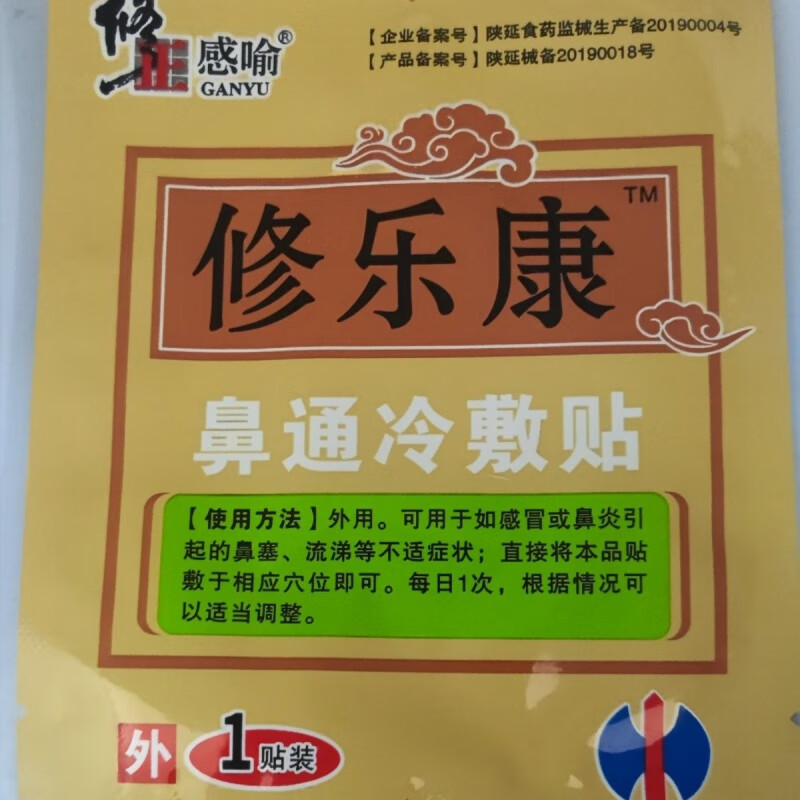 修正 感喻®
GANYU
【企业备案号】陕延食药监械生产备20190004号
【产品备案号】陕延械备20190018号
修乐康™
鼻通冷敷贴
【使用方法】外用。可用于如感冒或鼻炎引
起的鼻塞、流涕等不适症状；直接将本品贴
敷于相应穴位即可。每日1次，根据情况可
以适当调整。
外 1贴装